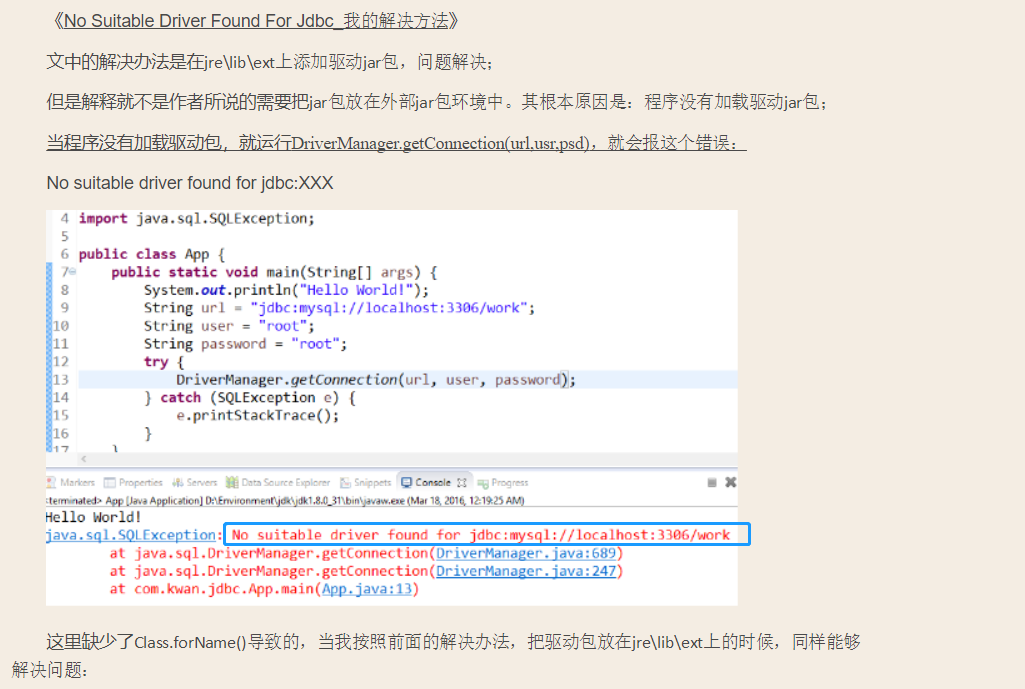 《No Suitable Driver Found For Jdbc_我的解决方法》
文中的解决办法是在jre\lib\ext上添加驱动jar包，问题解决；
但是解释就不是作者所说的需要把jar包放在外部jar包环境中。其根本原因是：程序没有加载驱动jar包；
当程序没有加载驱动包，就运行DriverManager.getConnection(url,usr,psd)，就会报这个错误：
No suitable driver found for jdbc:XXX
4 import java.sql.SQLException;
5
6 public class App {
7 public static void main(String[] args) {
8 System.out.println("Hello World!");
9 String url = "jdbc:mysql://localhost:3306/work";
10 String user = "root";
11 String password = "root";
12 try {
13 DriverManager.getConnection(url, user, password);
14 } catch (SQLException e) {
15 e.printStackTrace();
16 }
17 }
Markers Properties Servers Data Source Explorer Snippets Console Progress
<terminated> App [Java Application] D:\Environment\jdk\jdk1.8.0_31\bin\javaw.exe (Mar 18, 2016, 12:19:25 AM)
Hello World!
java.sql.SQLException: No suitable driver found for jdbc:mysql://localhost:3306/work
at java.sql.DriverManager.getConnection(DriverManager.java:689)
at java.sql.DriverManager.getConnection(DriverManager.java:247)
at com.kwan.jdbc.App.main(App.java:13)
这里缺少了Class.forName()导致的，当我按照前面的解决办法，把驱动包放在jre\lib\ext上的时候，同样能够
解决问题：